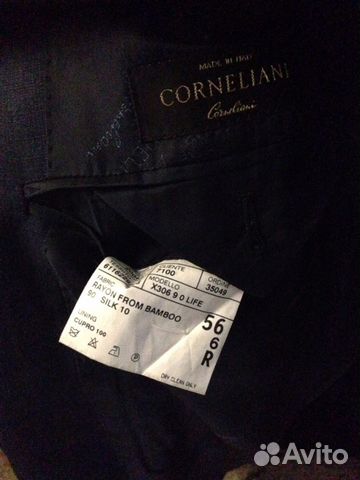 MADE IN ITALY
CORNELIANI
Corneliani
CLIENTE
7100
ORDINE
35049
MODELLO
X306 9 0 LIFE
FABRIC
RAYON FROM BAMBOO
90 SILK 10
LINING
CUPRO 100
56
6
R
DRY CLEAN ONLY
Avito